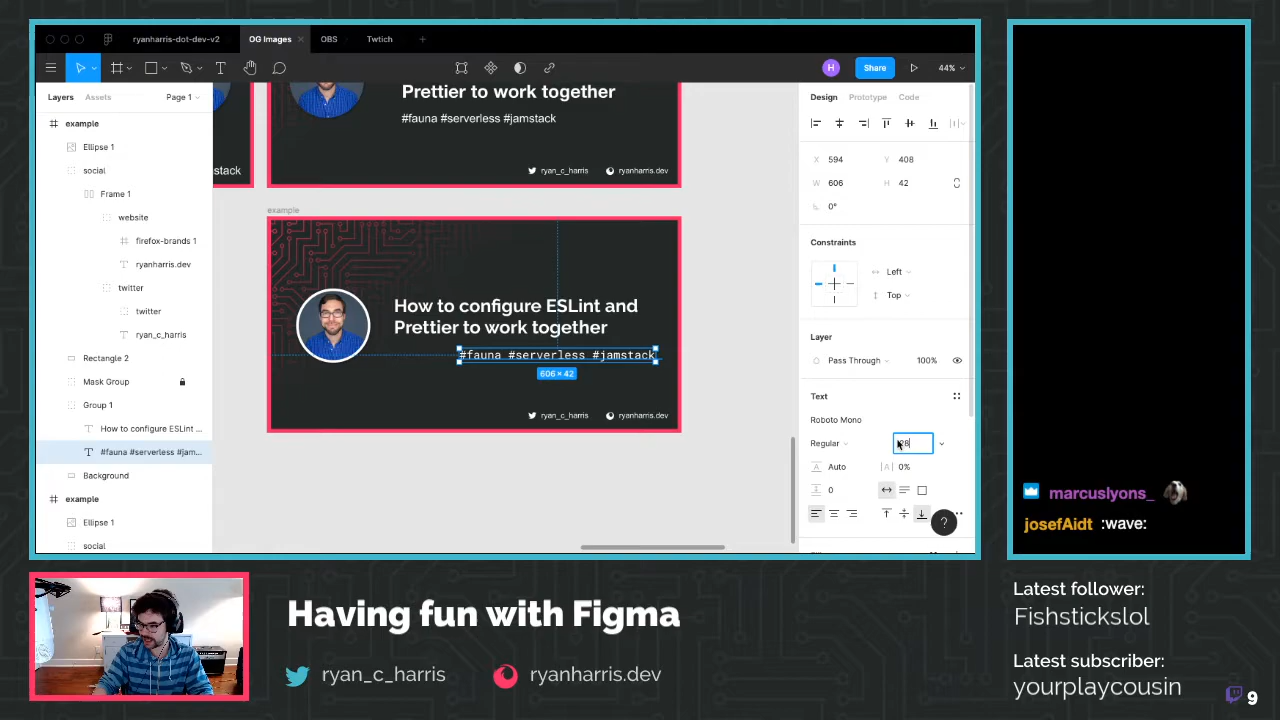 ryanharris-dot-dev-v2
OG Images
OBS
Twtich
H
Share
44%
Layers
Assets
Page 1
example
Ellipse 1
social
Frame 1
website
firefox-brands 1
ryanharris.dev
twitter
twitter
ryan_c_harris
Rectangle 2
Mask Group
Group 1
How to configure ESLint ...
#fauna #serverless #jam...
Background
example
Ellipse 1
social
stack
Prettier to work together
#fauna #serverless #jamstack
ryan_c_harris
ryanharris.dev
example
How to configure ESLint and
Prettier to work together
#fauna #serverless #jamstack
606 × 42
ryan_c_harris
ryanharris.dev
Design
Prototype
Code
X 594
Y 408
W 606
H 42
0°
Constraints
Left
Top
Layer
Pass Through
100%
Text
Roboto Mono
Regular
28
Auto
|A| 0%
0
?
marcuslyons_
josefAidt :wave:
Having fun with Figma
ryan_c_harris
ryanharris.dev
Latest follower:
Fishstickslol
Latest subscriber:
yourplaycousin
9